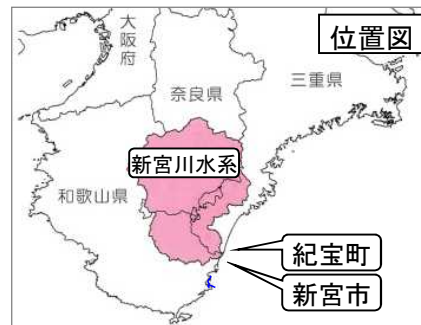 位置図
大阪府
奈良県
三重県
新宮川水系
和歌山県
紀宝町
新宮市